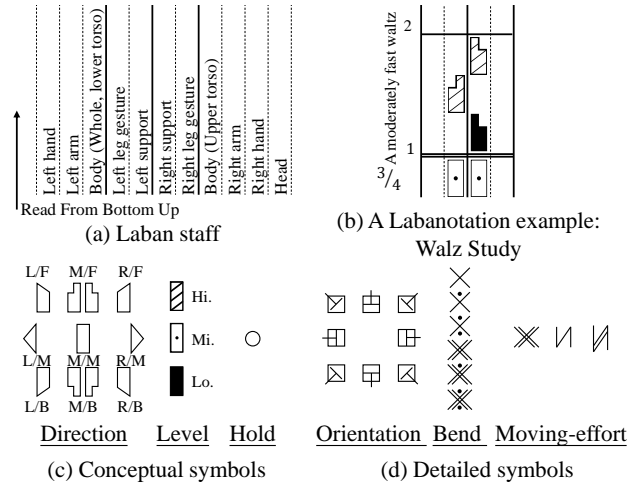 Left hand
Left arm
Body (Whole, lower torso)
Left leg gesture
Left support
Right support
Right leg gesture
Body (Upper torso)
Right arm
Right hand
Head
Read From Bottom Up
(a) Laban staff
3/4 A moderately fast waltz
2
1
(b) A Labanotation example:
Walz Study
L/F M/F R/F
Hi.
L/M M/M R/M
Mi.
L/B M/B R/B
Lo.
Direction Level Hold
(c) Conceptual symbols
Orientation Bend Moving-effort
(d) Detailed symbols